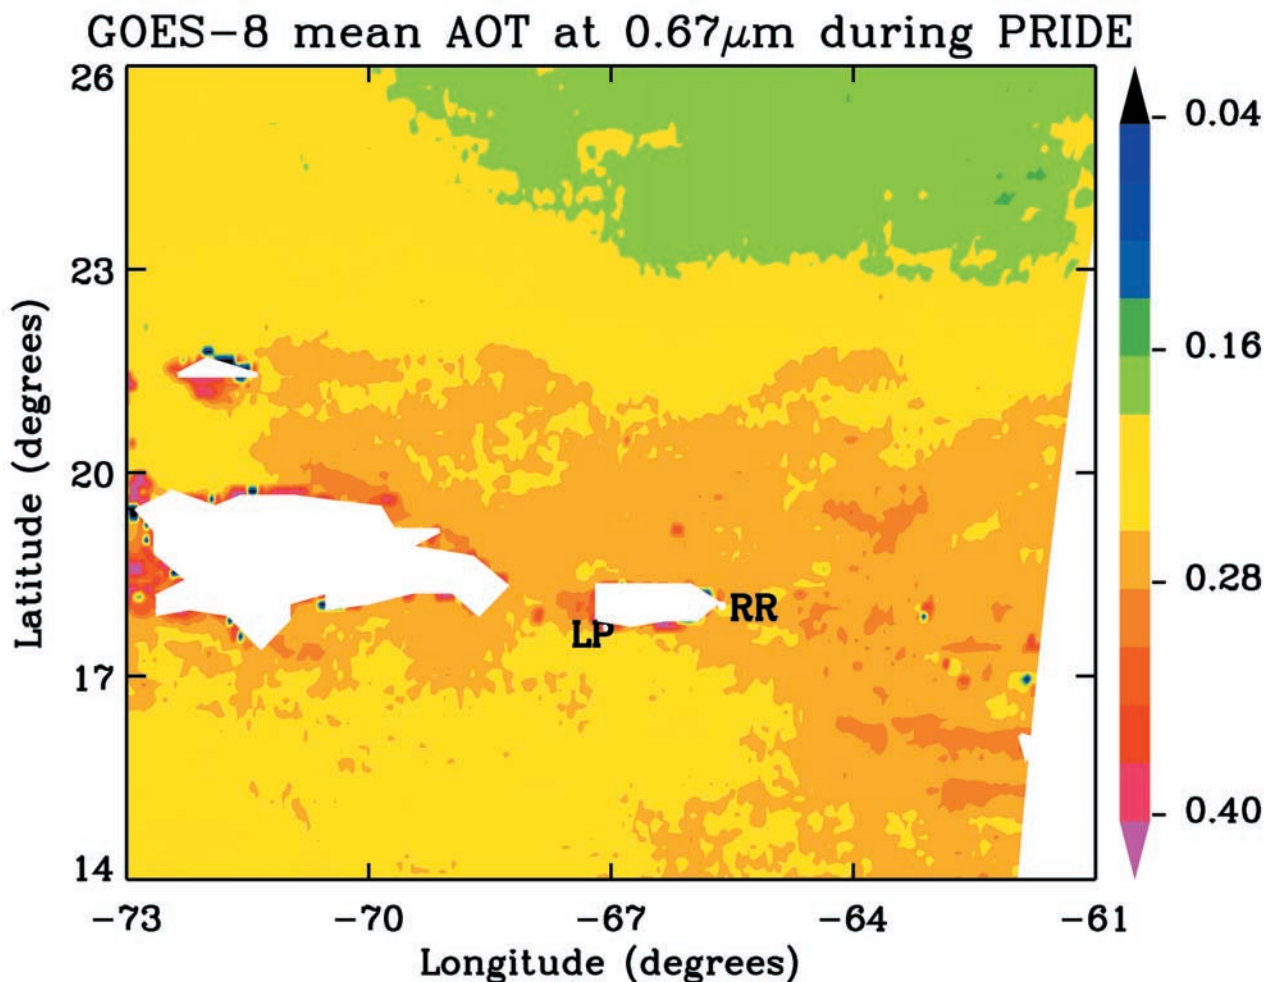 GOES-8 mean AOT at 0.67μm during PRIDE
26
23
20
17
14
Latitude (degrees)
-73
-70
-67
-64
-61
Longitude (degrees)
LP
RR
0.04
0.16
0.28
0.40